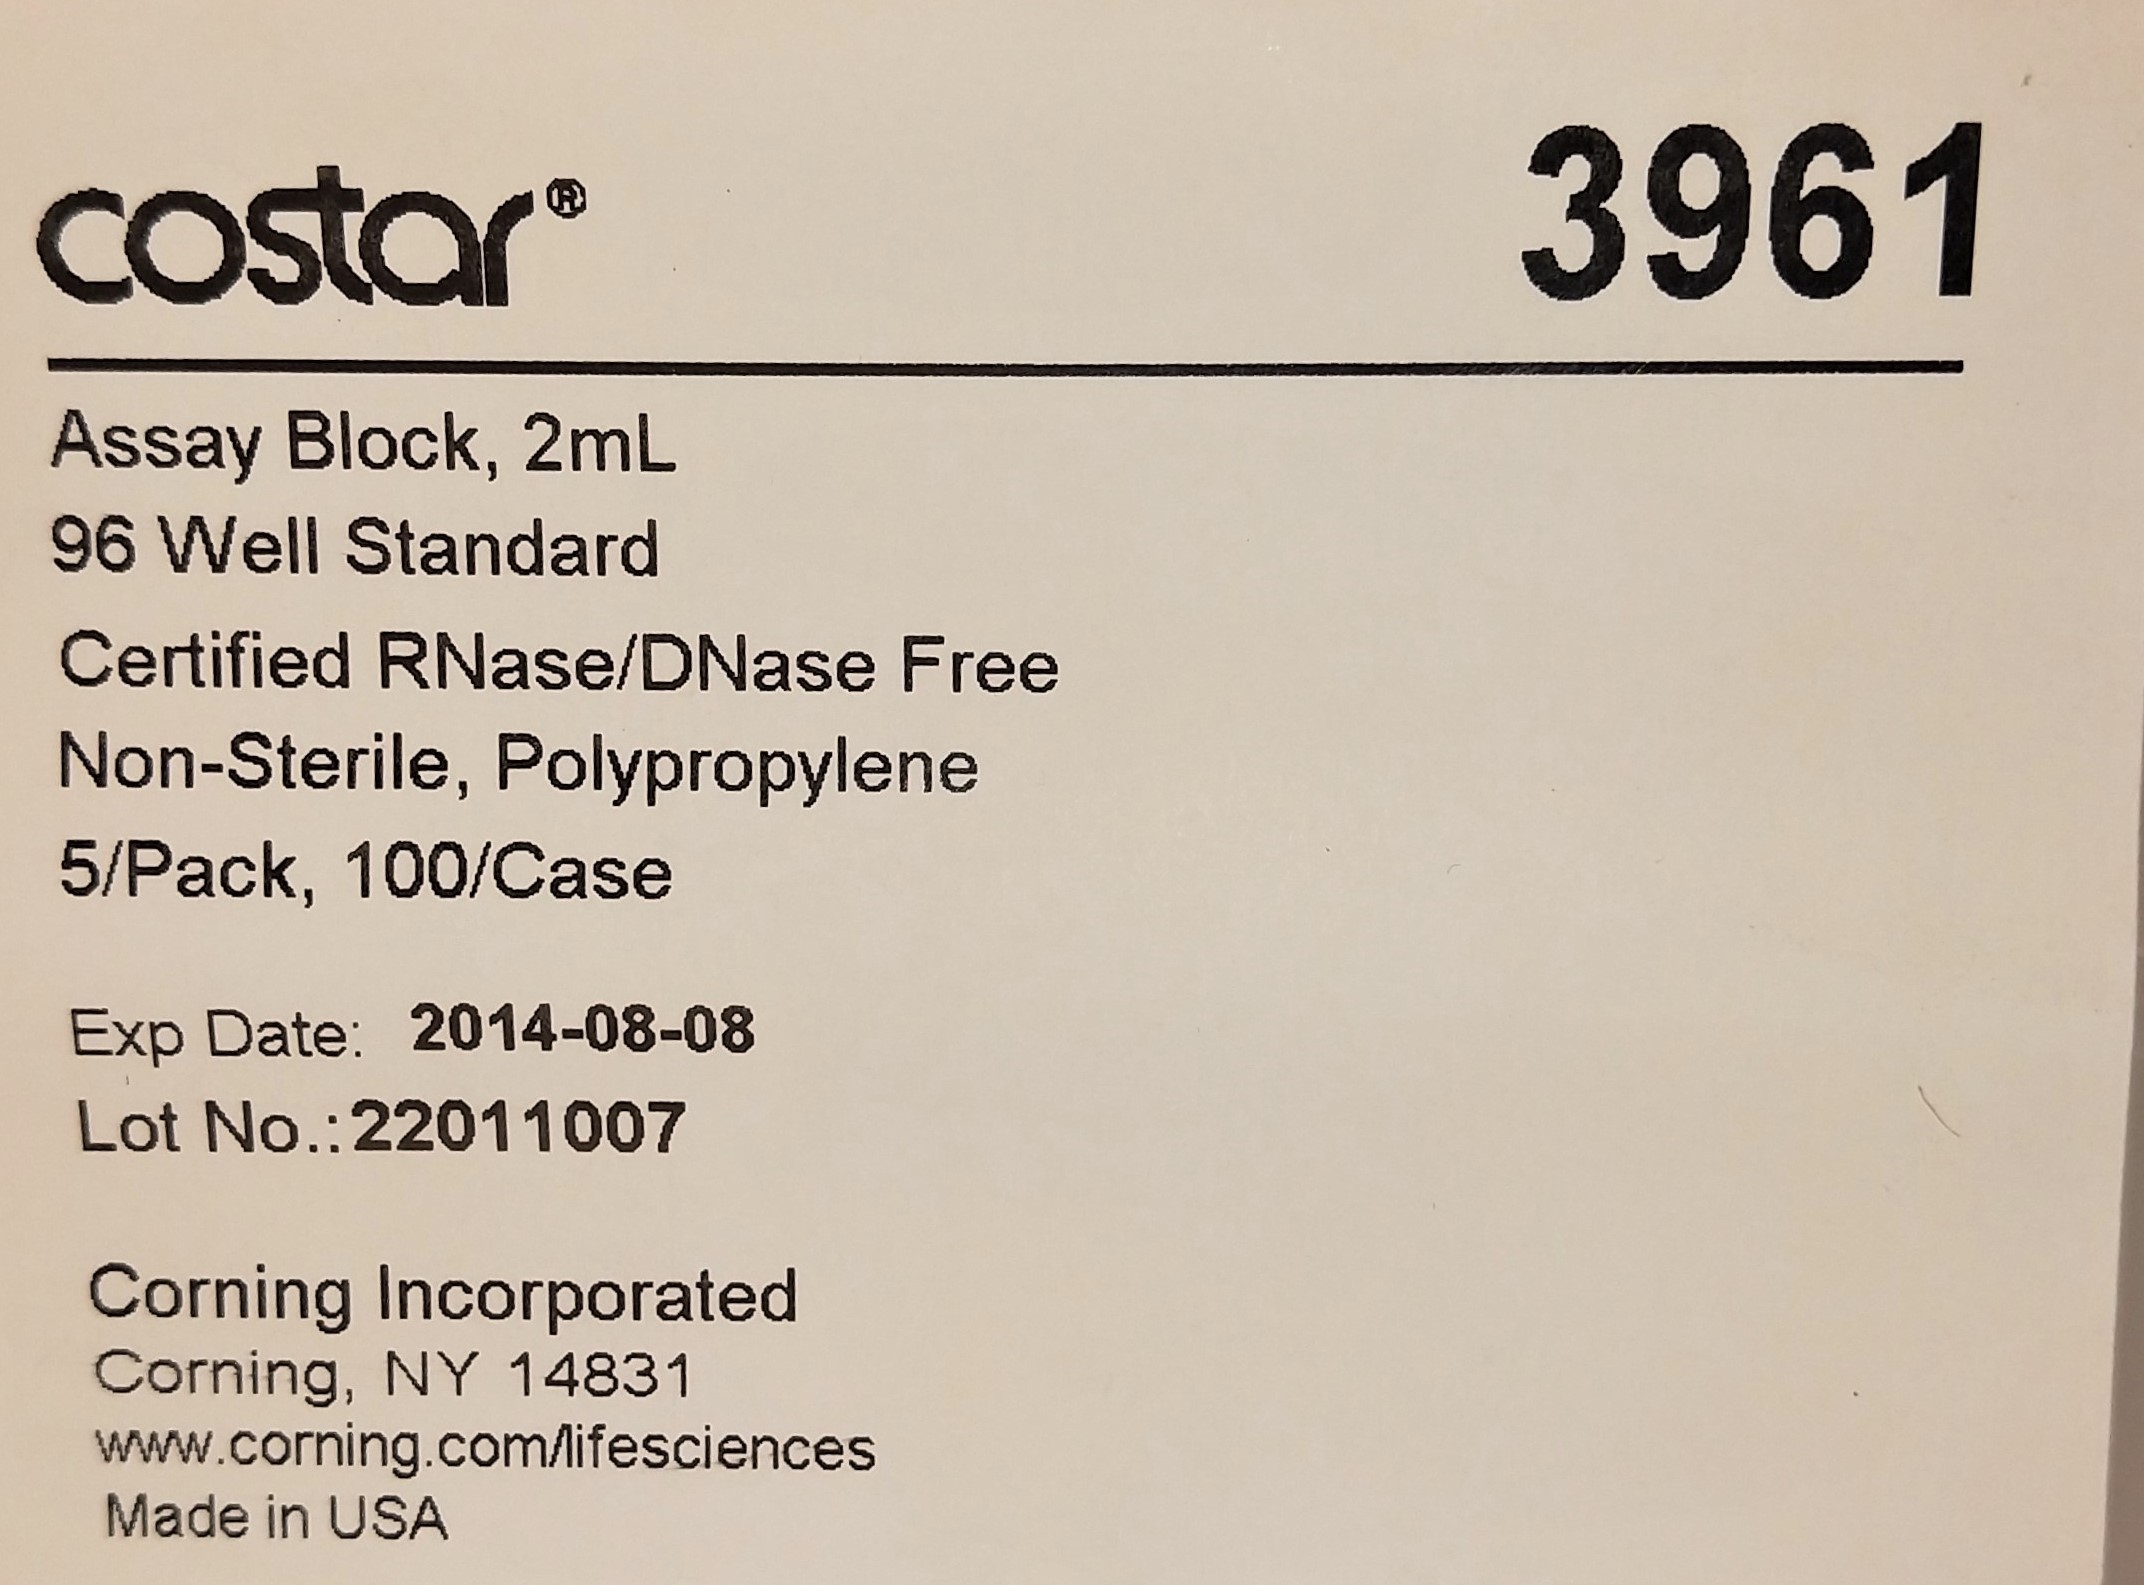 costar® 3961
Assay Block, 2mL
96 Well Standard
Certified RNase/DNase Free
Non-Sterile, Polypropylene
5/Pack, 100/Case
Exp Date: 2014-08-08
Lot No.:22011007
Corning Incorporated
Corning, NY 14831
www.corning.com/lifesciences
Made in USA